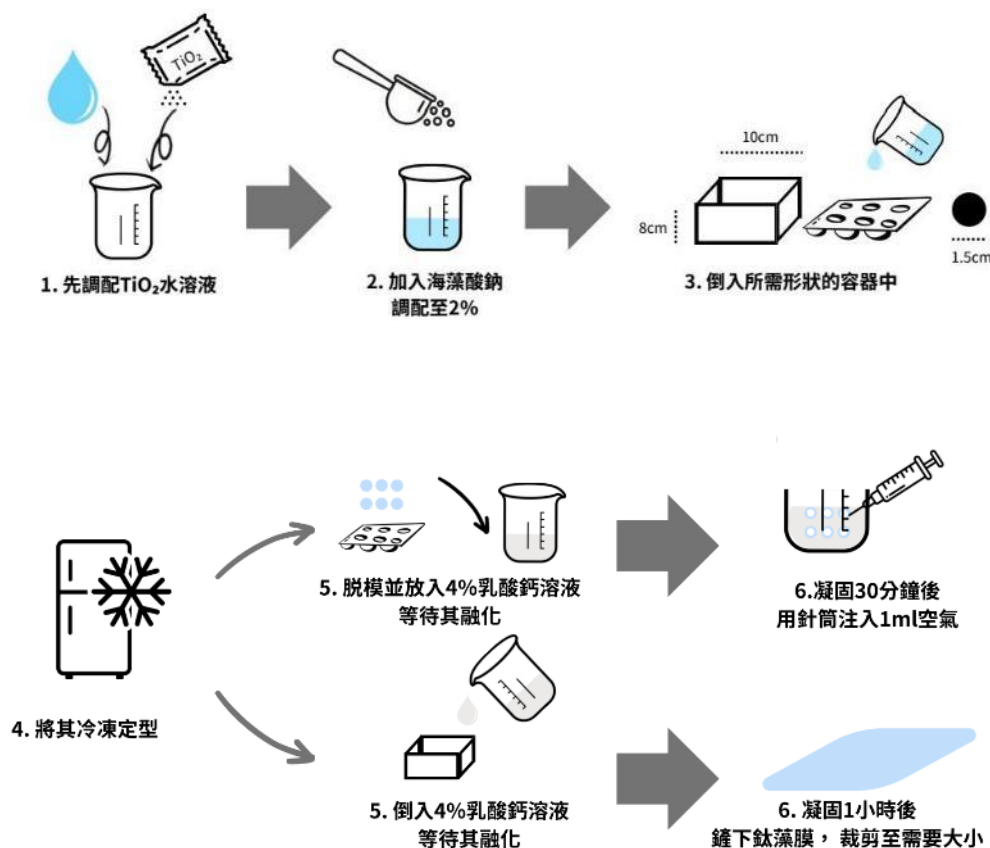 TiO₂
10cm
8cm
1.5cm
1. 先調配TiO₂水溶液
2. 加入海藻酸鈉
調配至2%
3. 倒入所需形狀的容器中
4. 將其冷凍定型
5. 脫模並放入4%乳酸鈣溶液
等待其融化
6.凝固30分鐘後
用針筒注入1ml空氣
5. 倒入4%乳酸鈣溶液
等待其融化
6. 凝固1小時後
鏟下鈦藻膜， 裁剪至需要大小